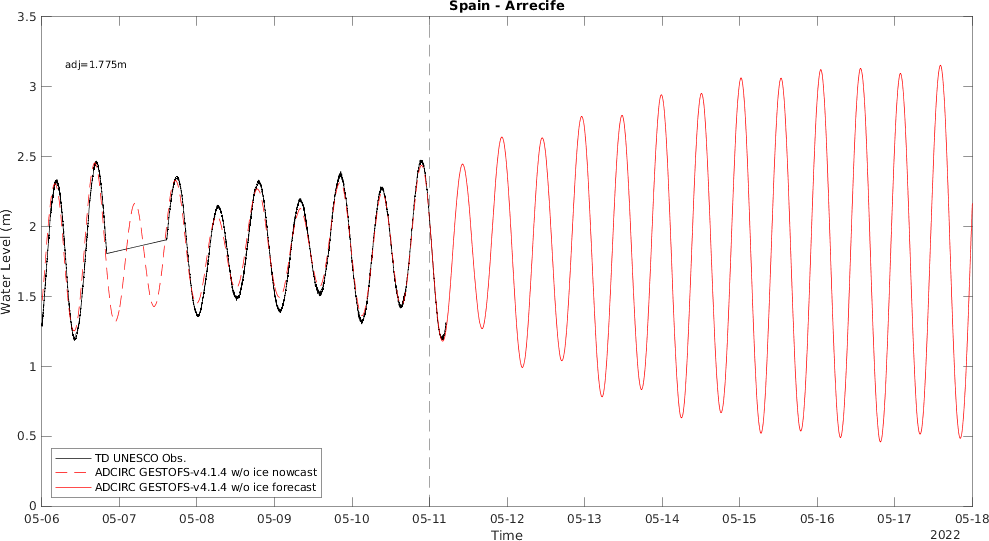 Spain - Arrecife
adj=1.775m
3.5
3
2.5
2
1.5
1
0.5
0
Water Level (m)
TD UNESCO Obs.
ADCIRC GESTOFS-v4.1.4 w/o ice nowcast
ADCIRC GESTOFS-v4.1.4 w/o ice forecast
05-06 05-07 05-08 05-09 05-10 05-11 05-12 05-13 05-14 05-15 05-16 05-17 05-18
Time
2022